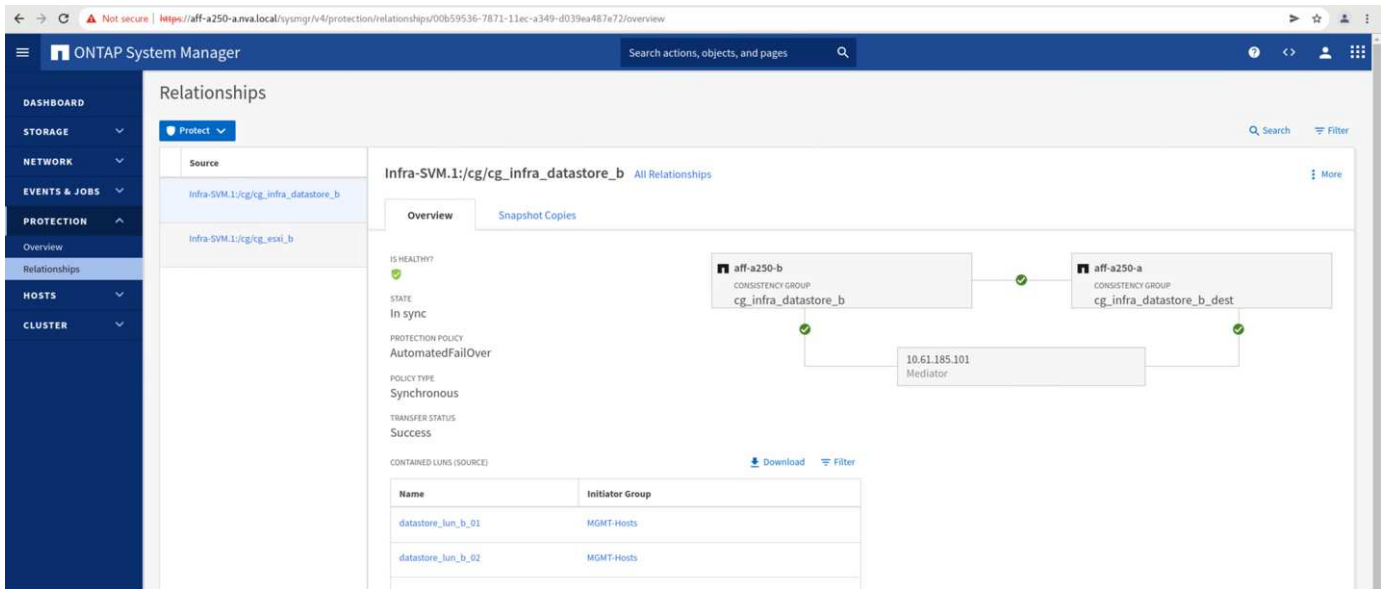 Not secure | https://aff-a250-a.nva.local/sysmgr/v4/protection/relationships/00b59536-7871-11ec-a349-d039ea487e72/overview
ONTAP System Manager
Search actions, objects, and pages
DASHBOARD
STORAGE
NETWORK
EVENTS & JOBS
PROTECTION
Overview
Relationships
HOSTS
CLUSTER
Relationships
Protect
Search
Filter
Source
Infra-SVM.1:/cg/cg_infra_datastore_b
Infra-SVM.1:/cg/cg_esxi_b
Infra-SVM.1:/cg/cg_infra_datastore_b All Relationships
More
Overview
Snapshot Copies
IS HEALTHY?
STATE
In sync
PROTECTION POLICY
AutomatedFailOver
POLICY TYPE
Synchronous
TRANSFER STATUS
Success
aff-a250-b
CONSISTENCY GROUP
cg_infra_datastore_b
aff-a250-a
CONSISTENCY GROUP
cg_infra_datastore_b_dest
10.61.185.101
Mediator
CONTAINED LUNS (SOURCE)
Download
Filter
Name
Initiator Group
datastore_lun_b_01
MGMT-Hosts
datastore_lun_b_02
MGMT-Hosts